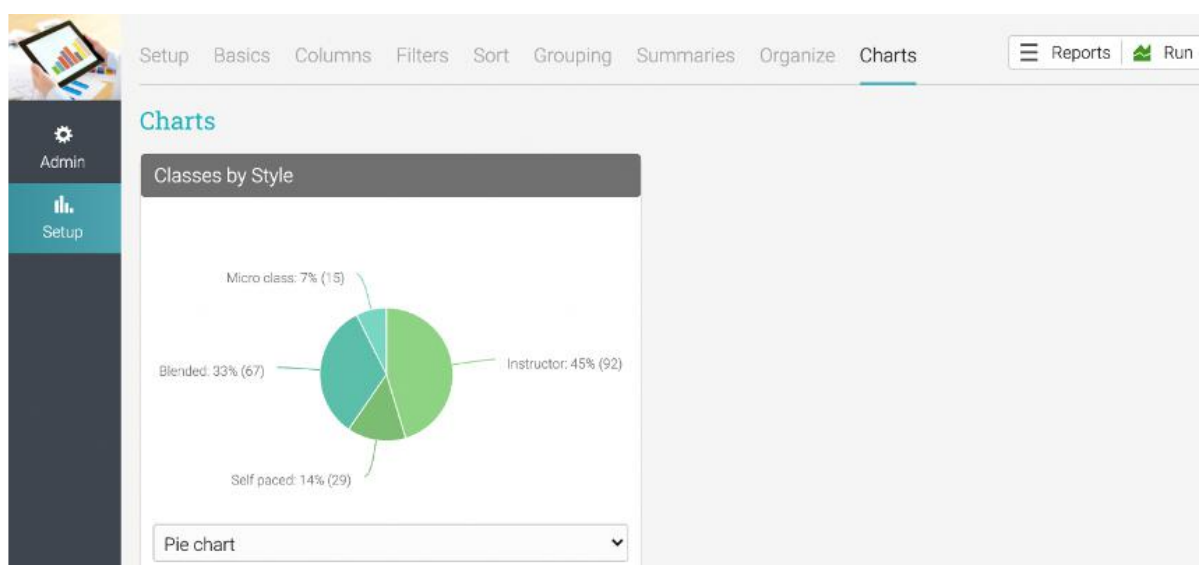 Setup Basics Columns Filters Sort Grouping Summaries Organize Charts Reports Run
Admin
Setup
Charts
Classes by Style
Micro class: 7% (15)
Blended: 33% (67)
Instructor: 45% (92)
Self paced: 14% (29)
Pie chart